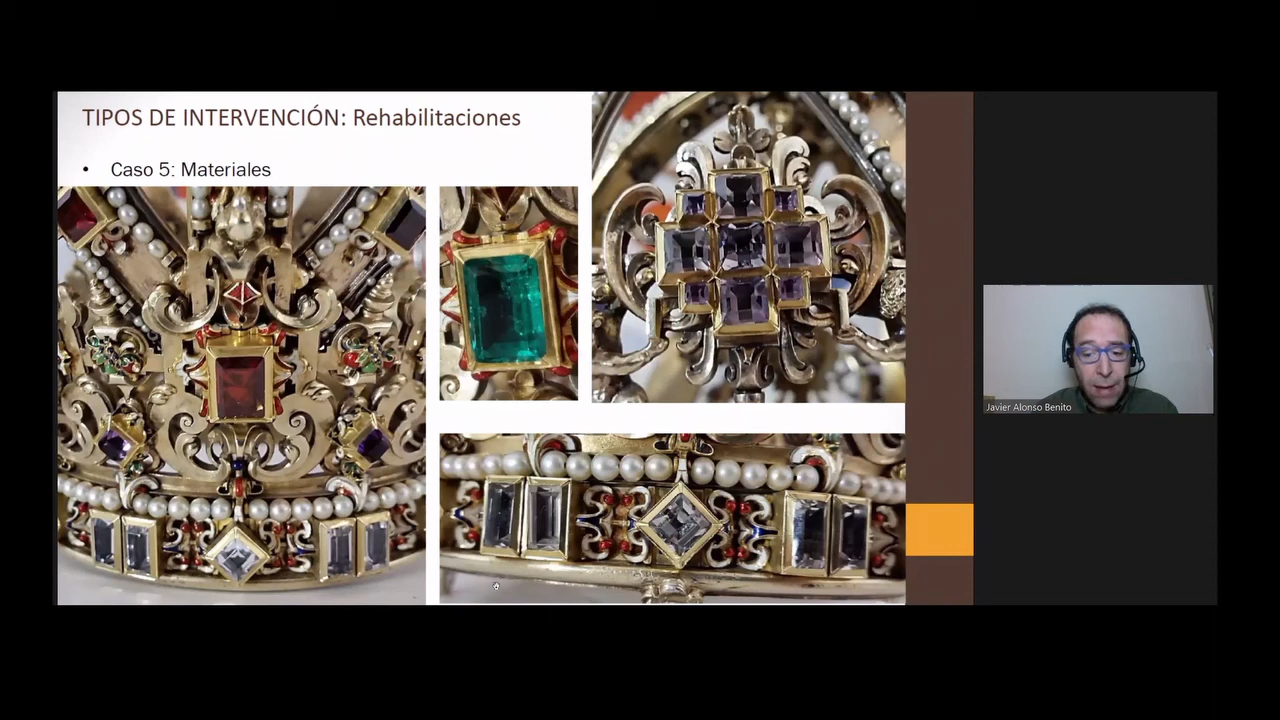 TIPOS DE INTERVENCIÓN: Rehabilitaciones
• Caso 5: Materiales
Javier Alonso Benito